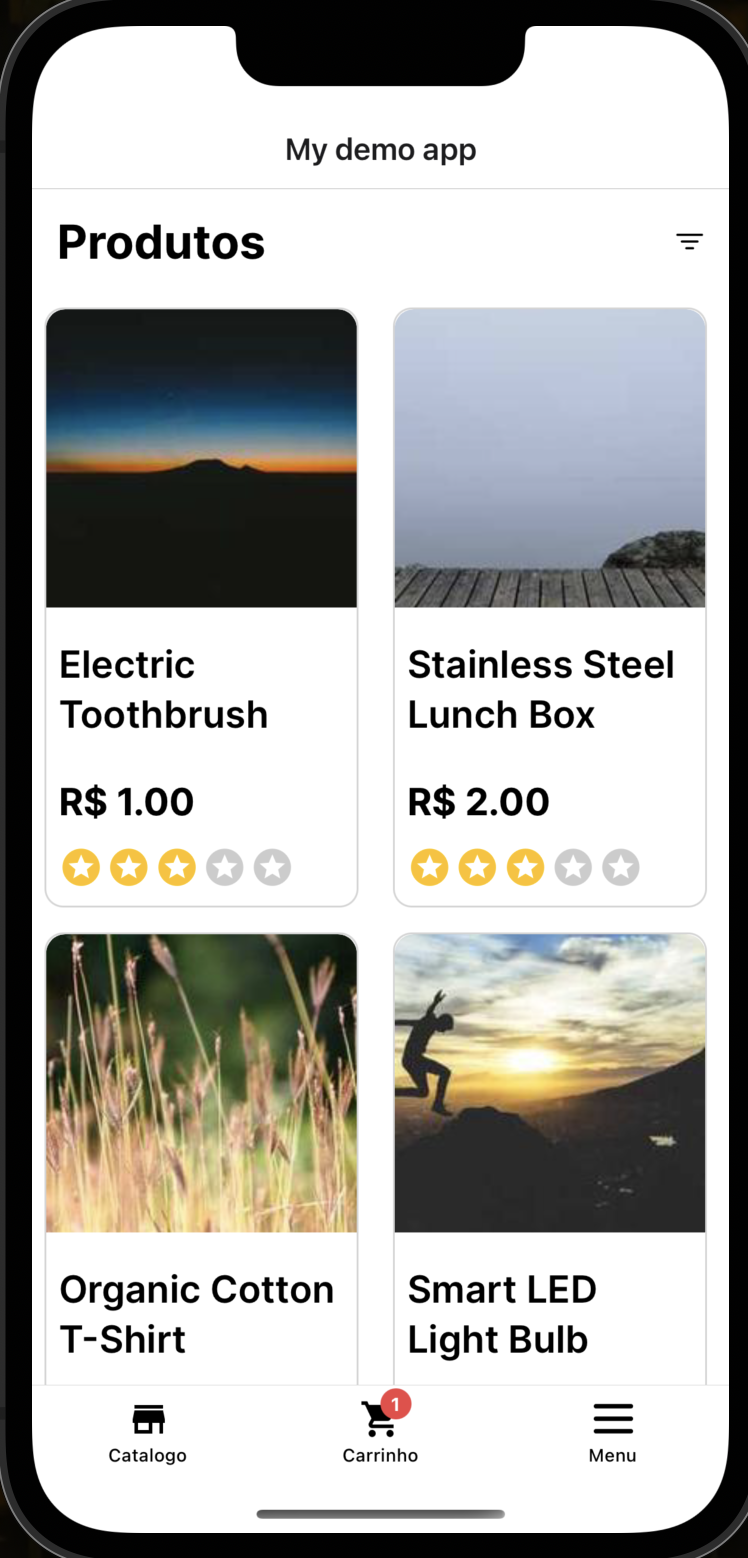 My demo app
Produtos
Electric
Toothbrush
R$ 1.00
Stainless Steel
Lunch Box
R$ 2.00
Organic Cotton
T-Shirt
Smart LED
Light Bulb
1
Catalogo
Carrinho
Menu